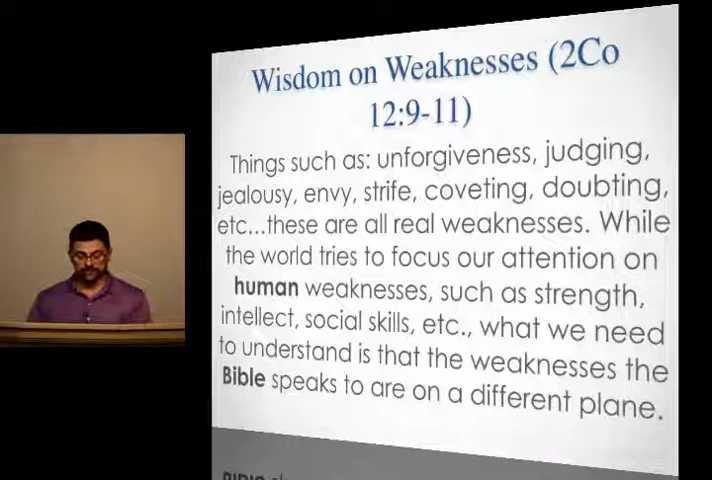 Wisdom on Weaknesses (2Co
12:9-11)
Things such as: unforgiveness, judging,
jealousy, envy, strife, coveting, doubting,
etc...these are all real weaknesses. While
the world tries to focus our attention on
human weaknesses, such as strength,
intellect, social skills, etc., what we need
to understand is that the weaknesses the
Bible speaks to are on a different plane.